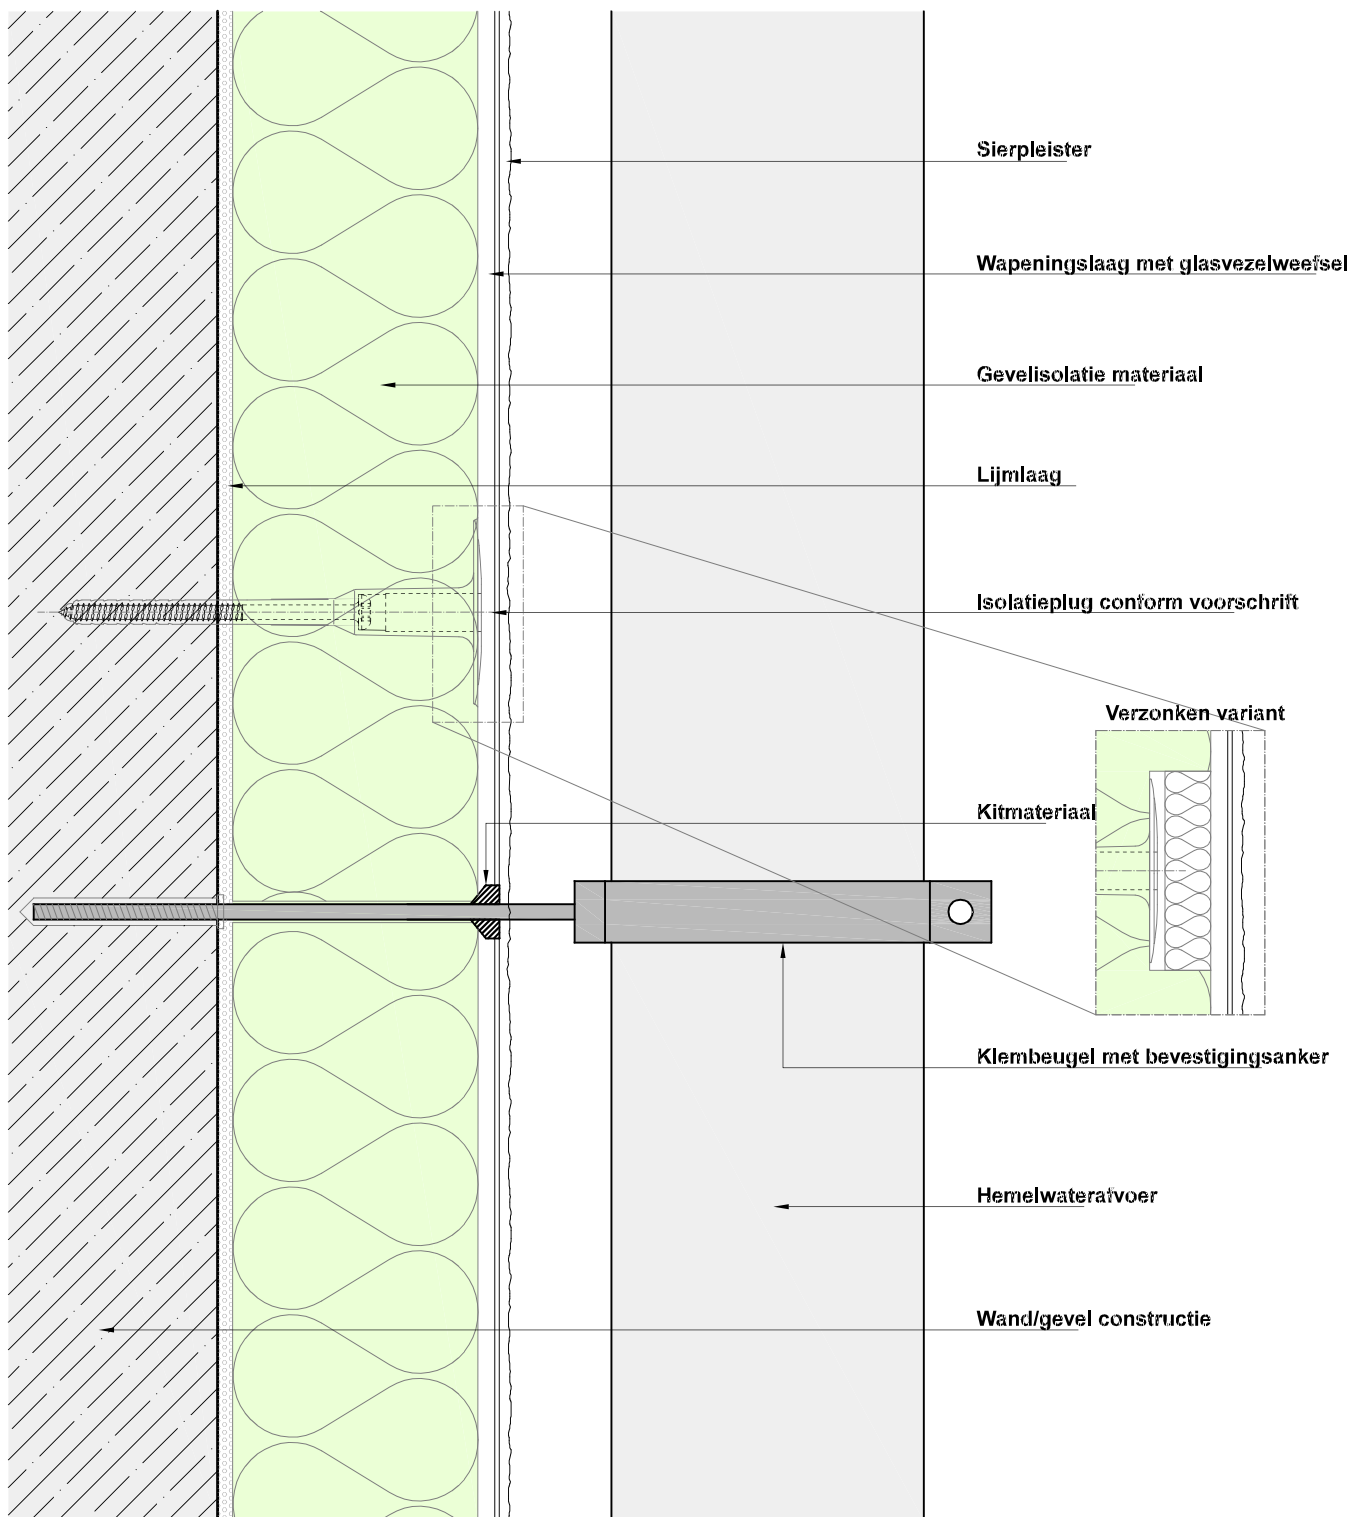 Sierpleister
Wapeningslaag met glasvezelweefsel
Gevelisolatie materiaal
Lijmlaag
Isolatieplug conform voorschrift
Verzonken variant
Kitmateriaal
Klembeugel met bevestigingsanker
Hemelwaterafvoer
Wand/gevel constructie